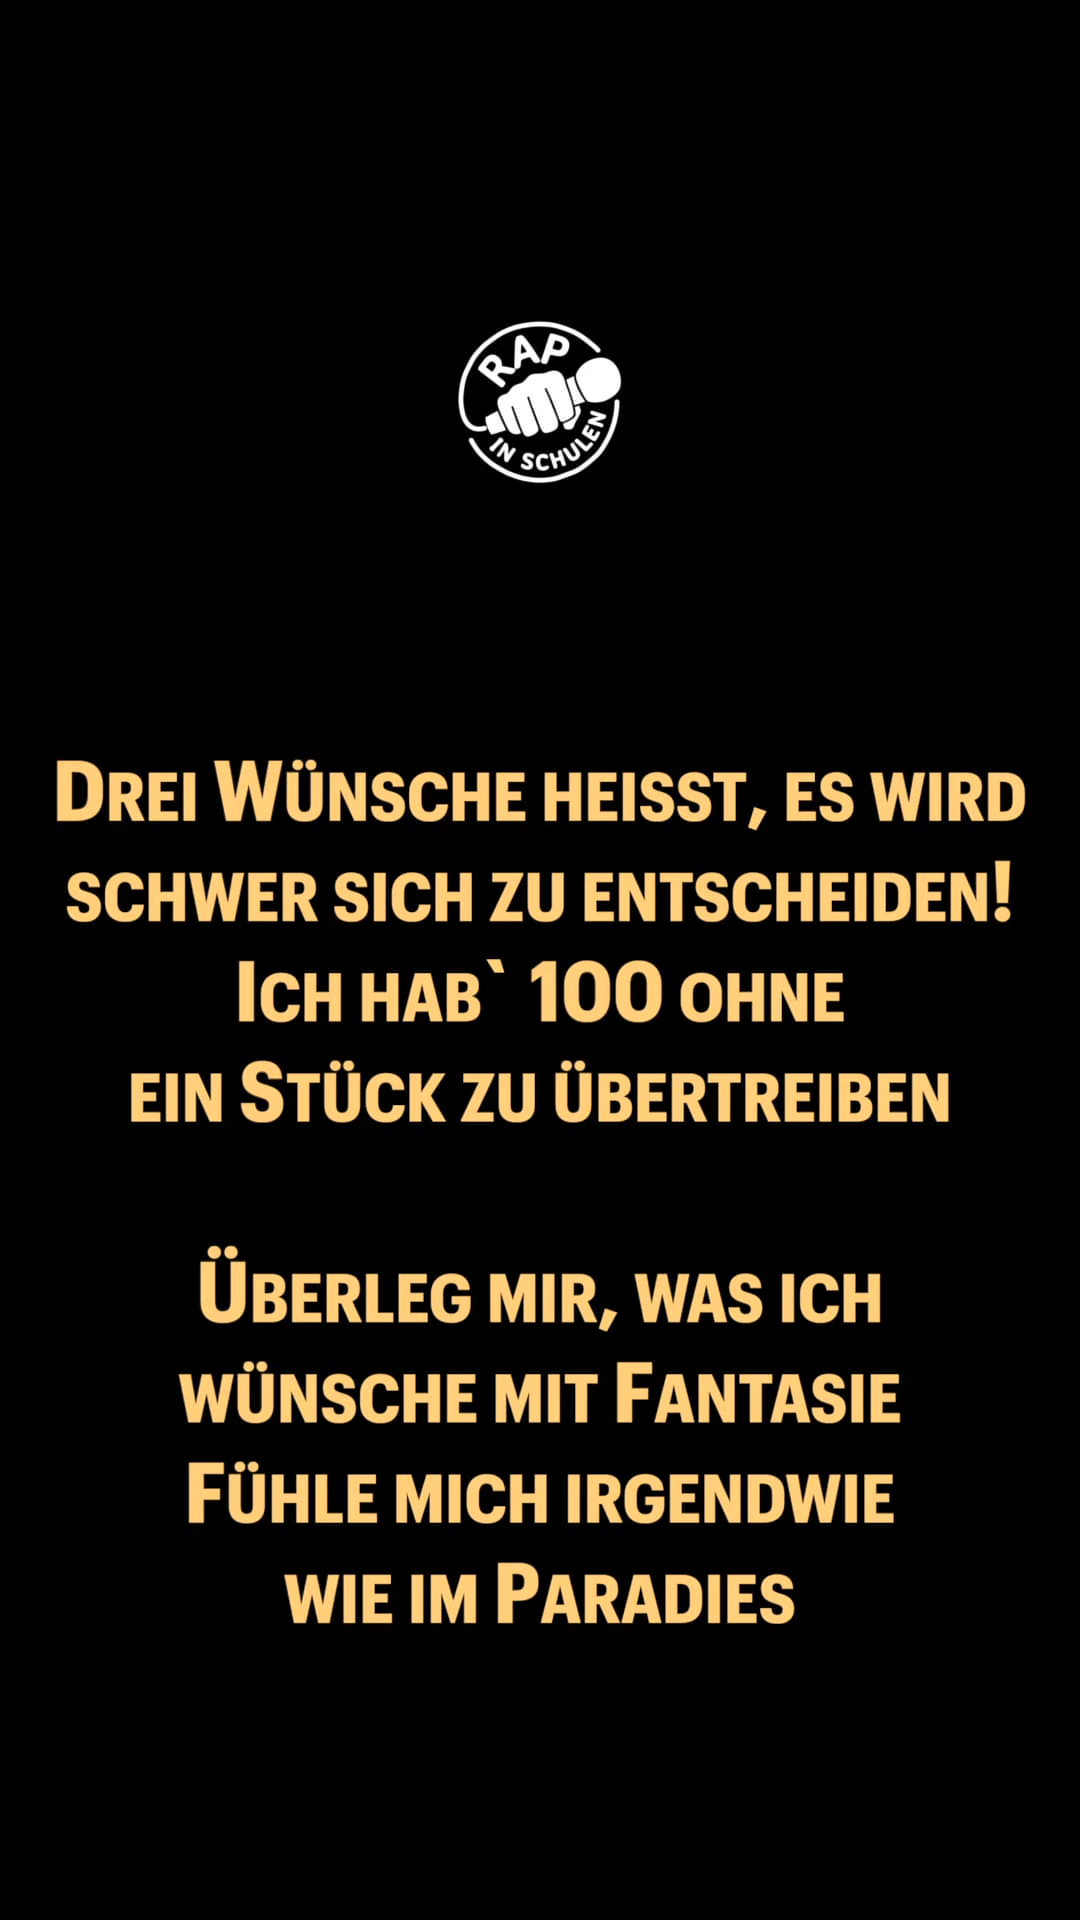 RAP
IN SCHULEN
Drei Wünsche heisst, es wird
schwer sich zu entscheiden!
Ich hab` 100 ohne
ein Stück zu übertreiben
Überleg mir, was ich
wünsche mit Fantasie
Fühle mich irgendwie
wie im Paradies